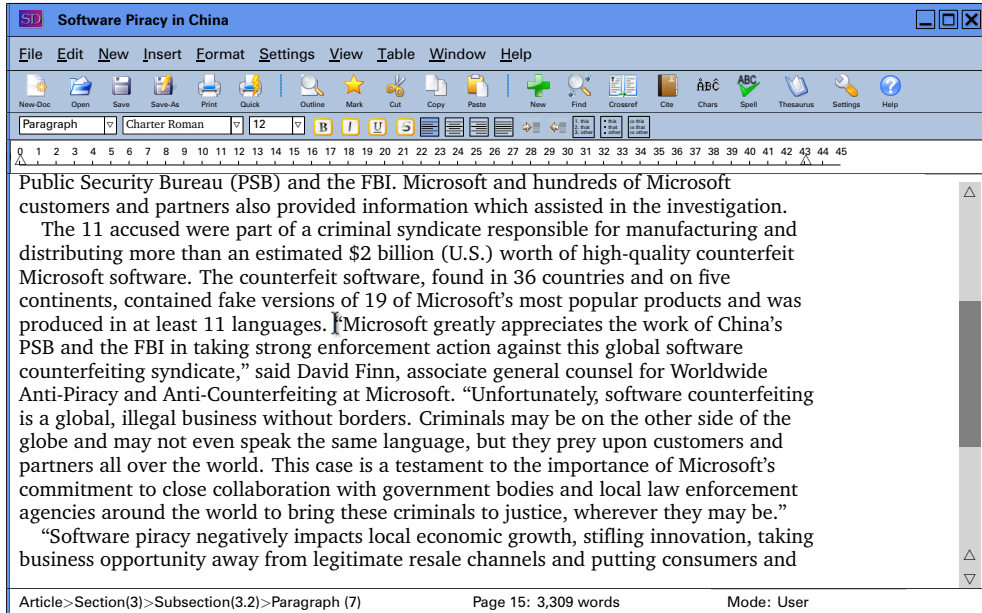 SD Software Piracy in China
File Edit New Insert Format Settings View Table Window Help
ABC
ÂBĈ
New-Doc Open Save Save-As Print Quick Outline Mark Cut Copy Paste New Find Crossref Cite Chars Spell Thesaurus Settings Help
Paragraph Charter Roman 12 B I U S
0 1 2 3 4 5 6 7 8 9 10 11 12 13 14 15 16 17 18 19 20 21 22 23 24 25 26 27 28 29 30 31 32 33 34 35 36 37 38 39 40 41 42 43 44 45
Public Security Bureau (PSB) and the FBI. Microsoft and hundreds of Microsoft
customers and partners also provided information which assisted in the investigation.
The 11 accused were part of a criminal syndicate responsible for manufacturing and
distributing more than an estimated $2 billion (U.S.) worth of high-quality counterfeit
Microsoft software. The counterfeit software, found in 36 countries and on five
continents, contained fake versions of 19 of Microsoft’s most popular products and was
produced in at least 11 languages. “Microsoft greatly appreciates the work of China’s
PSB and the FBI in taking strong enforcement action against this global software
counterfeiting syndicate,” said David Finn, associate general counsel for Worldwide
Anti-Piracy and Anti-Counterfeiting at Microsoft. “Unfortunately, software counterfeiting
is a global, illegal business without borders. Criminals may be on the other side of the
globe and may not even speak the same language, but they prey upon customers and
partners all over the world. This case is a testament to the importance of Microsoft’s
commitment to close collaboration with government bodies and local law enforcement
agencies around the world to bring these criminals to justice, wherever they may be.”
“Software piracy negatively impacts local economic growth, stifling innovation, taking
business opportunity away from legitimate resale channels and putting consumers and
Article>Section(3)>Subsection(3.2)>Paragraph (7) Page 15: 3,309 words Mode: User